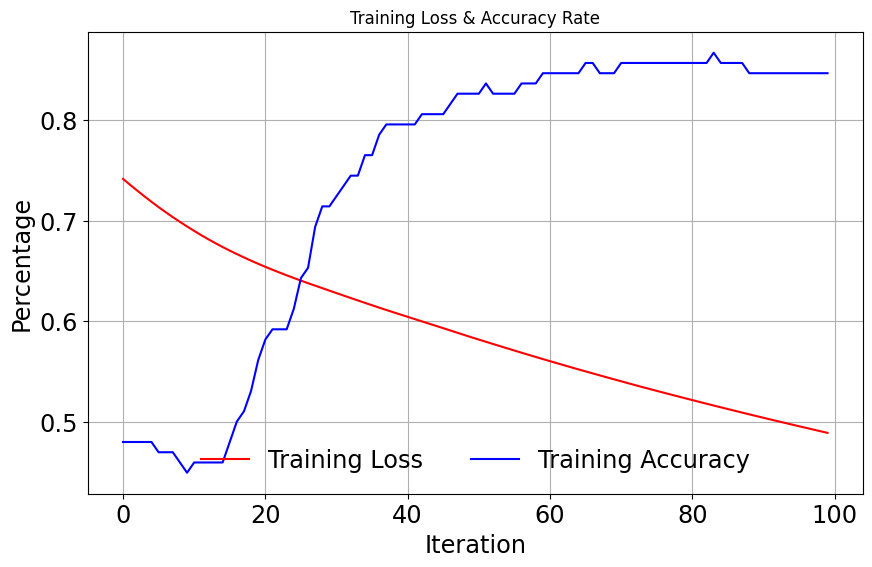 Training Loss & Accuracy Rate
Percentage
0.8
0.7
0.6
0.5
Training Loss
Training Accuracy
0
20
40
60
80
100
Iteration